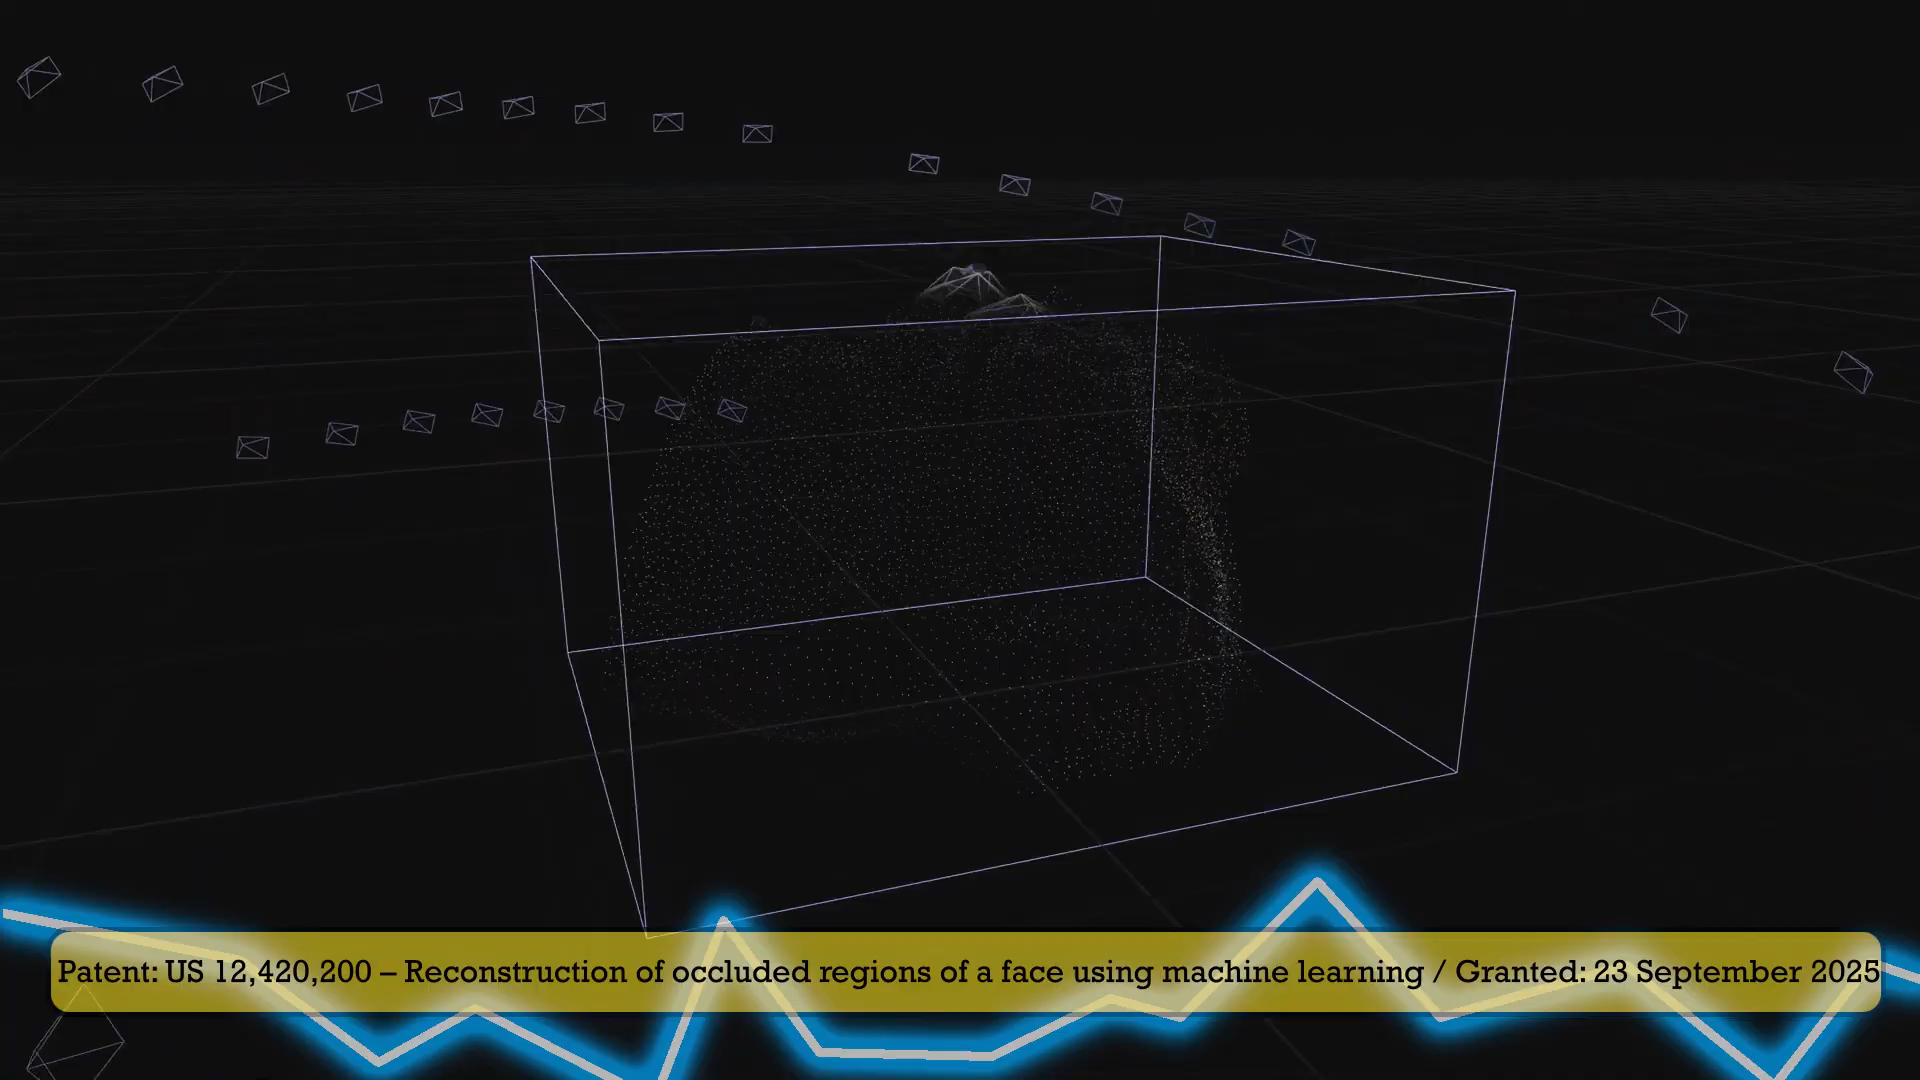 Patent: US 12,420,200 – Reconstruction of occluded regions of a face using machine learning / Granted: 23 September 2025